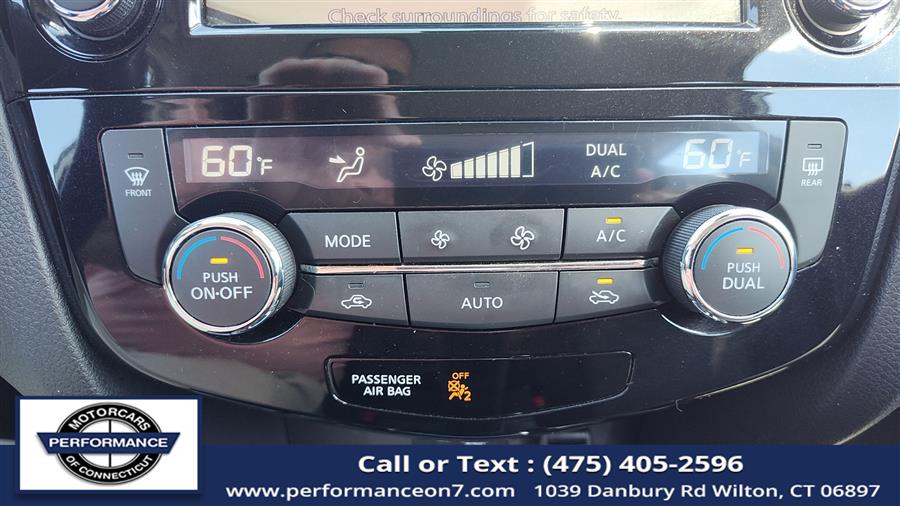 Check surroundings for safety.
60°F
DUAL
A/C
60°F
FRONT
REAR
MODE
A/C
PUSH
ON·OFF
PUSH
DUAL
AUTO
PASSENGER
AIR BAG
OFF
2
MOTORCARS
PERFORMANCE
OF CONNECTICUT
Call or Text : (475) 405-2596
www.performanceon7.com 1039 Danbury Rd Wilton, CT 06897